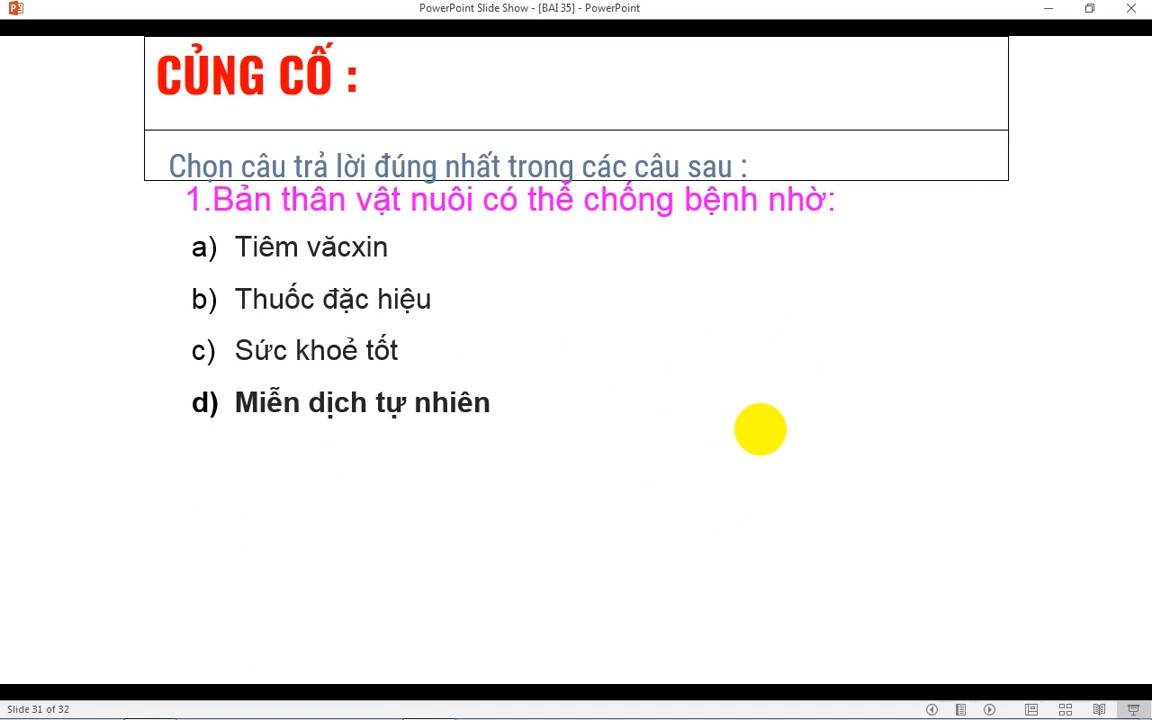 PowerPoint Slide Show - [BAI 35] - PowerPoint
CỦNG CỐ :
Chọn câu trả lời đúng nhất trong các câu sau :
1.Bản thân vật nuôi có thể chống bệnh nhờ:
a) Tiêm văcxin
b) Thuốc đặc hiệu
c) Sức khoẻ tốt
d) Miễn dịch tự nhiên
Slide 31 of 32